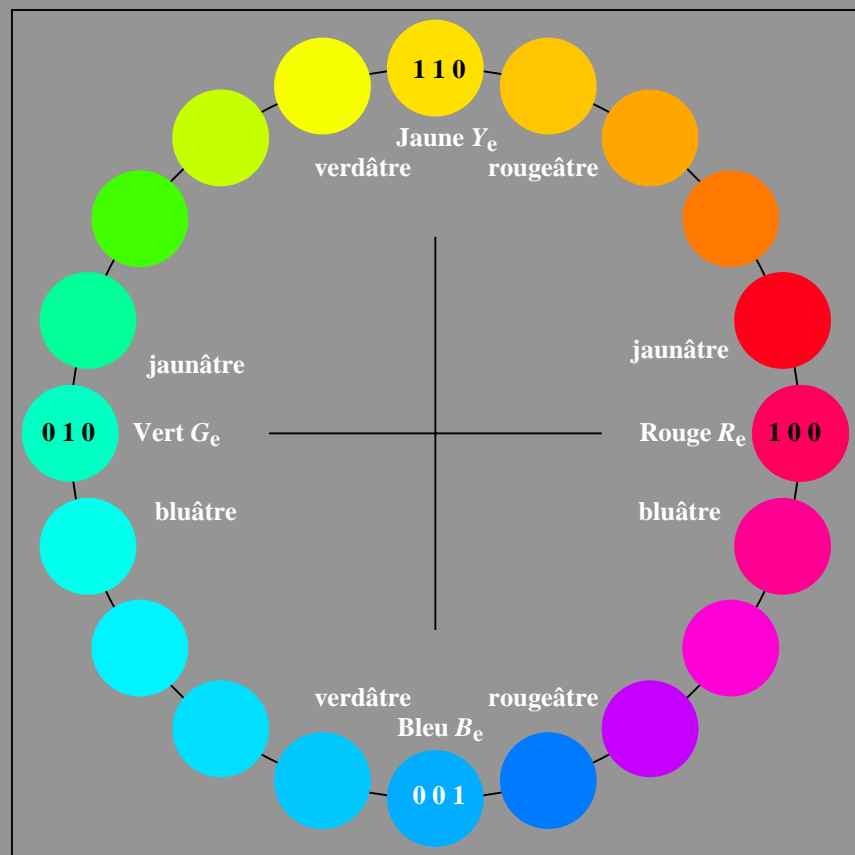 1 1 0
Jaune Ye
verdâtre rougeâtre
jaunâtre
jaunâtre
0 1 0 Vert Ge
Rouge Re 1 0 0
bluâtre
bluâtre
verdâtre rougeâtre
Bleu Be
0 0 1